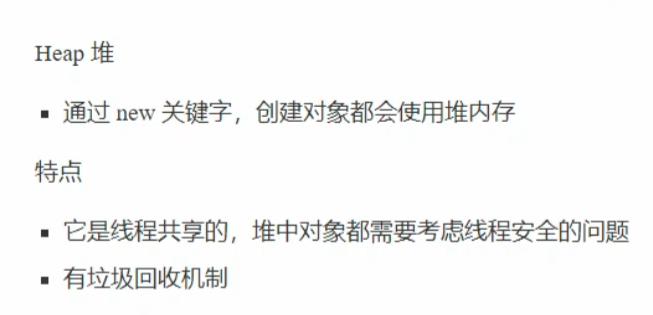 Heap 堆
▪ 通过 new 关键字，创建对象都会使用堆内存
特点
▪ 它是线程共享的，堆中对象都需要考虑线程安全的问题
▪ 有垃圾回收机制